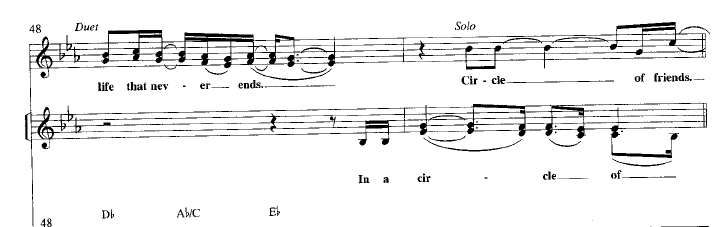 48 Duet Solo
life that nev - er ends. Cir - cle of friends.
In a cir - cle of
D♭ A♭/C E♭
48